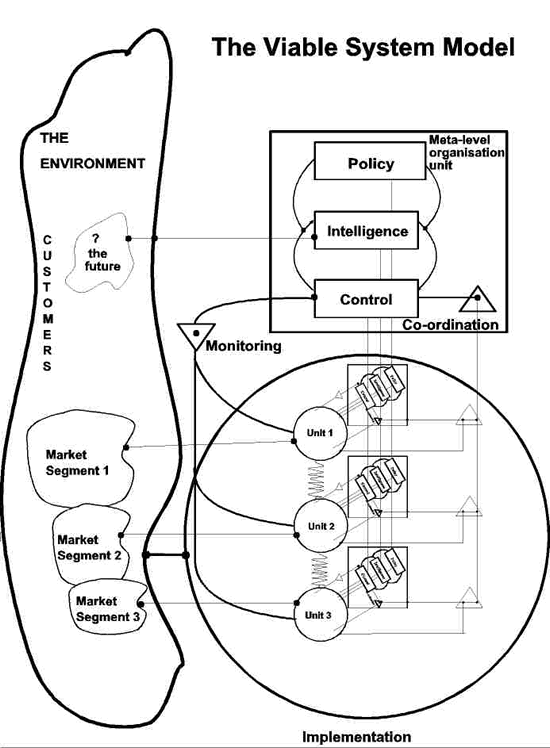 The Viable System Model
THE
ENVIRONMENT
CUSTOMERS
?
the
future
Meta-level
organisation
unit
Policy
Intelligence
Control
Co-ordination
Monitoring
Market
Segment 1
Market
Segment 2
Market
Segment 3
Unit 1
Unit 2
Unit 3
Implementation